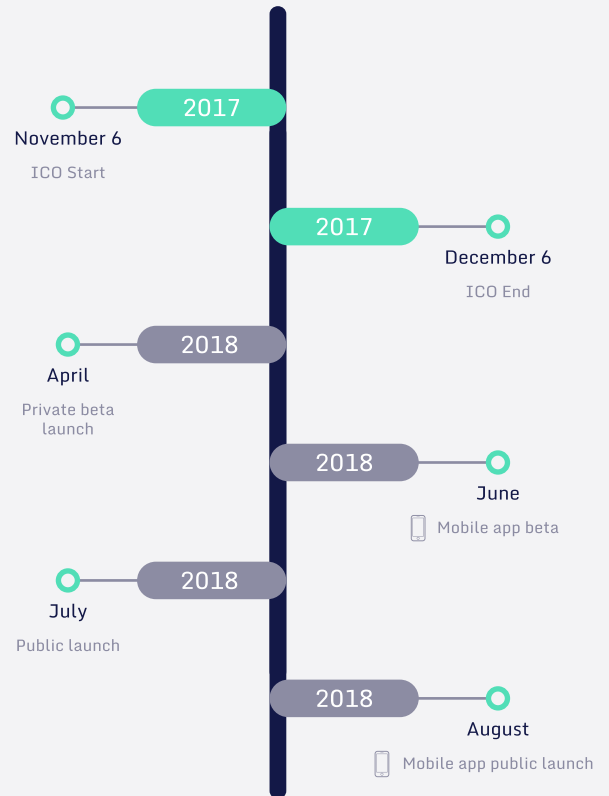 2017
November 6
ICO Start
2017
December 6
ICO End
2018
April
Private beta
launch
2018
June
Mobile app beta
2018
July
Public launch
2018
August
Mobile app public launch